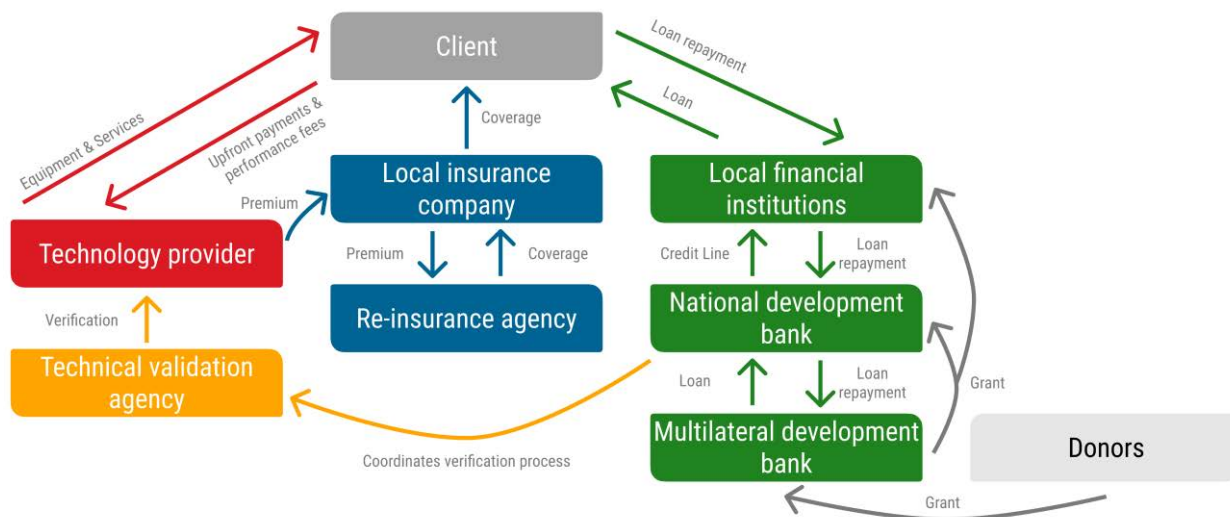 Client
Loan repayment
Loan
Equipment & Services
Upfront payments &
performance fees
Coverage
Local insurance
company
Local financial
institutions
Premium
Technology provider
Premium
Coverage
Credit Line
Loan
repayment
Verification
Re-insurance agency
National development
bank
Technical validation
agency
Loan
Loan
repayment
Grant
Coordinates verification process
Multilateral development
bank
Donors
Grant